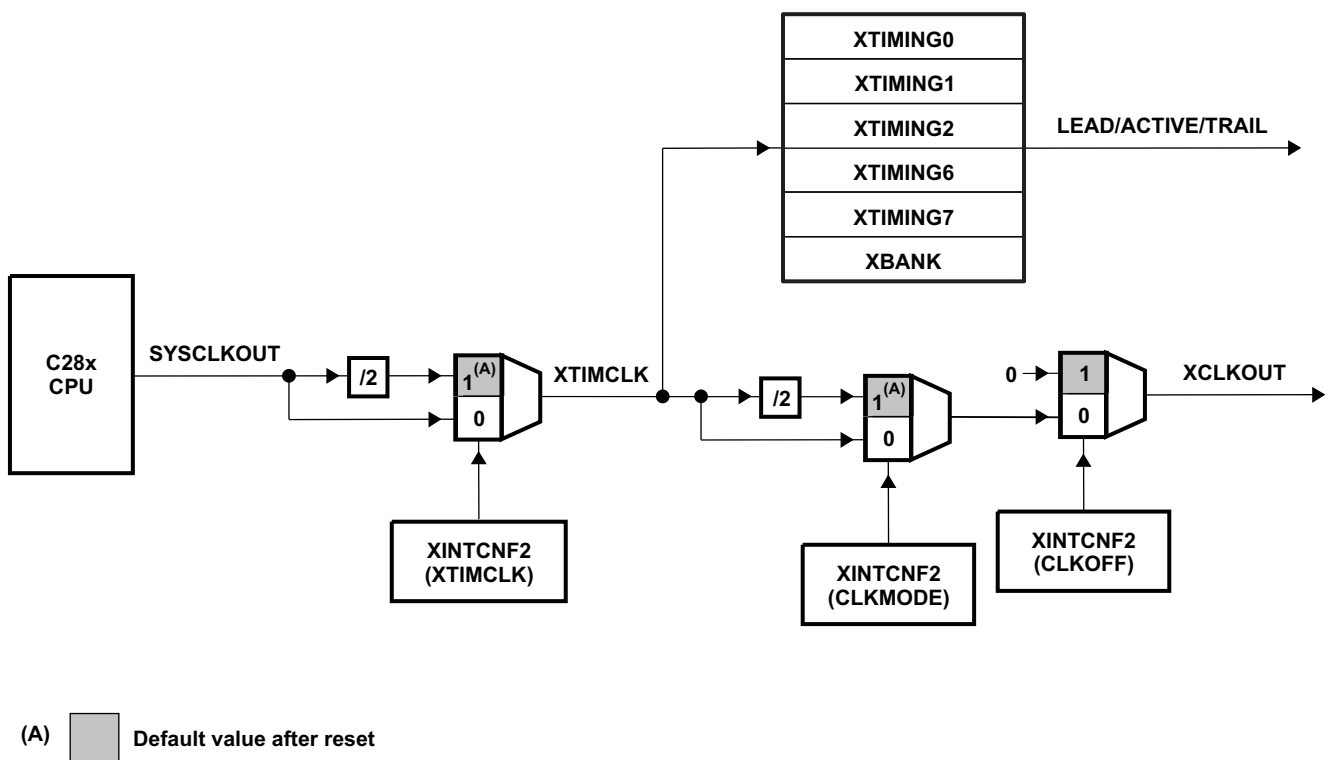 XTIMING0
XTIMING1
XTIMING2
LEAD/ACTIVE/TRAIL
XTIMING6
XTIMING7
XBANK
C28x
CPU
SYSCLKOUT
/2
1(A)
0
XTIMCLK
/2
1(A)
0
0
1
0
XCLKOUT
XINTCNF2
(XTIMCLK)
XINTCNF2
(CLKMODE)
XINTCNF2
(CLKOFF)
(A)
Default value after reset